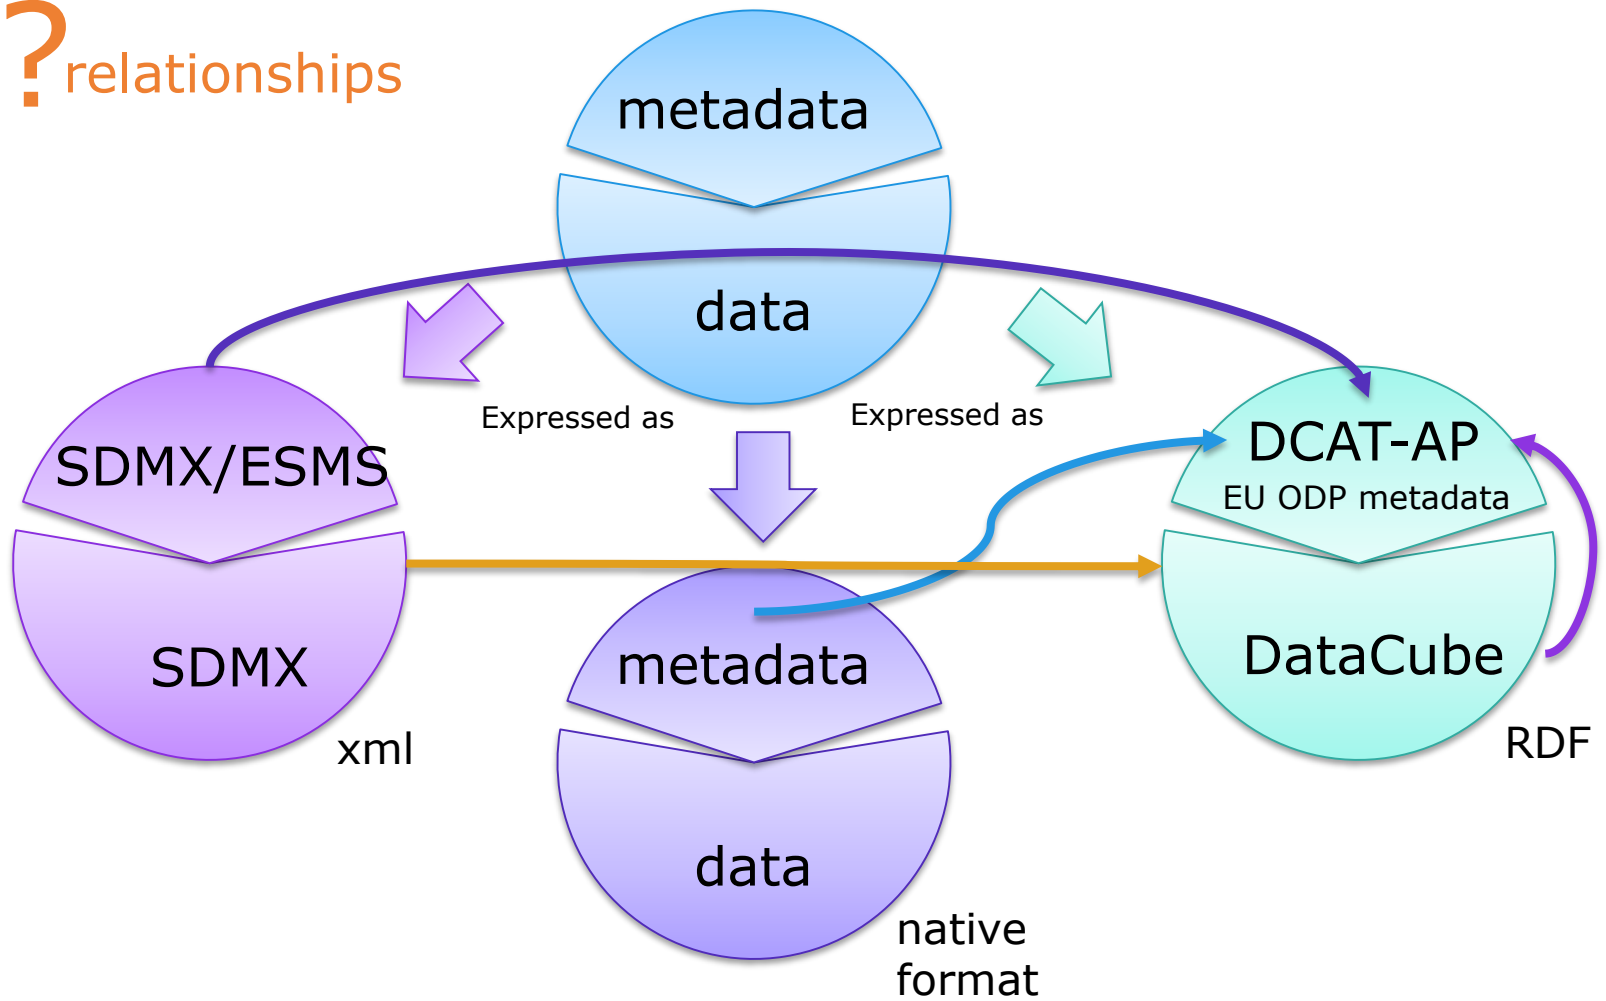 ? relationships
metadata
data
Expressed as
Expressed as
SDMX/ESMS
SDMX
xml
DCAT-AP
EU ODP metadata
DataCube
RDF
metadata
data
native
format